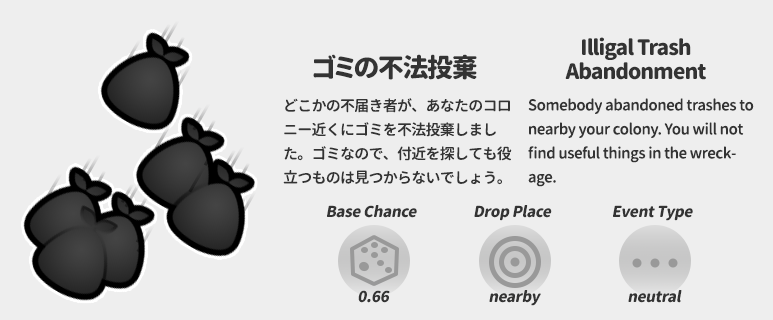 ゴミの不法投棄
どこかの不届き者が、あなたのコロ
ニー近くにゴミを不法投棄しまし
た。ゴミなので、付近を探しても役
立つものは見つからないでしょう。
Illigal Trash
Abandonment
Somebody abandoned trashes to
nearby your colony. You will not
find useful things in the wreck-
age.
Base Chance
0.66
Drop Place
nearby
Event Type
neutral